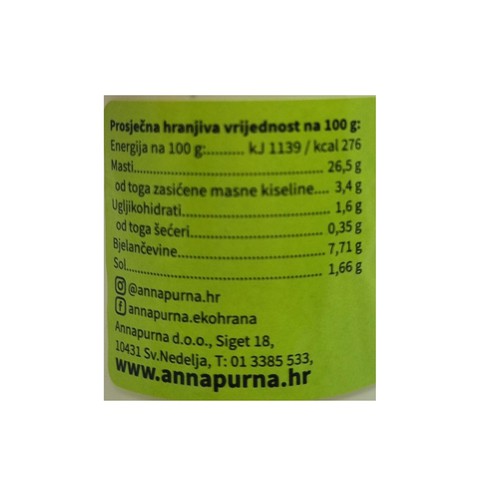 Prosječna hranjiva vrijednost na 100 g:
Energija na 100 g:.......... kJ 1139 / kcal 276
Masti.................................................. 26,5 g
od toga zasićene masne kiseline.... 3,4 g
Ugljikohidrati...................................... 1,6 g
od toga šećeri.................................. 0,35 g
Bjelančevine...................................... 7,71 g
Sol.................................................... 1,66 g
@annapurna.hr
annapurna.ekohrana
Annapurna d.o.o., Siget 18,
10431 Sv.Nedelja, T: 01 3385 533,
www.annapurna.hr